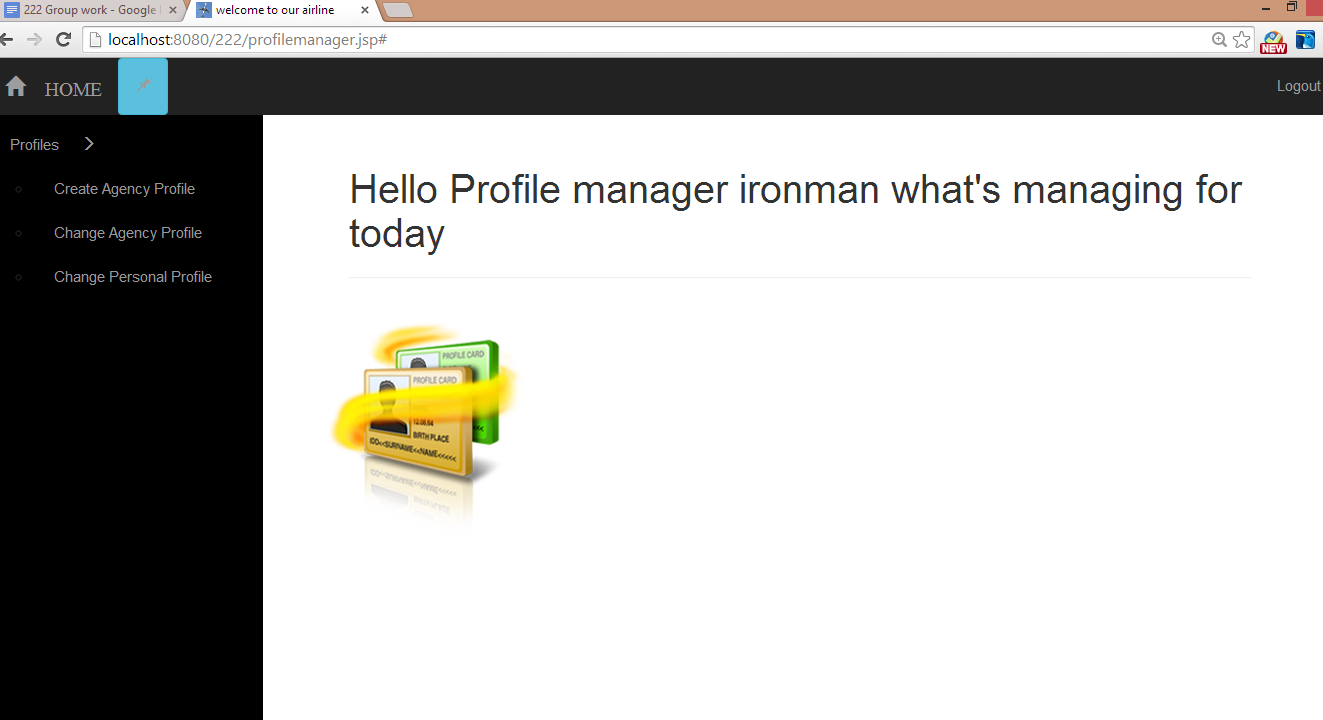 222 Group work - Google
welcome to our airline
localhost:8080/222/profilemanager.jsp#
NEW
HOME
Logout
Profiles
Create Agency Profile
Change Agency Profile
Change Personal Profile
Hello Profile manager ironman what's managing for
today
PROFILE CARD
PROFILE CARD
12.08.64
BIRTH PLACE
IDO<<SURNAME<<NAME<<<<<